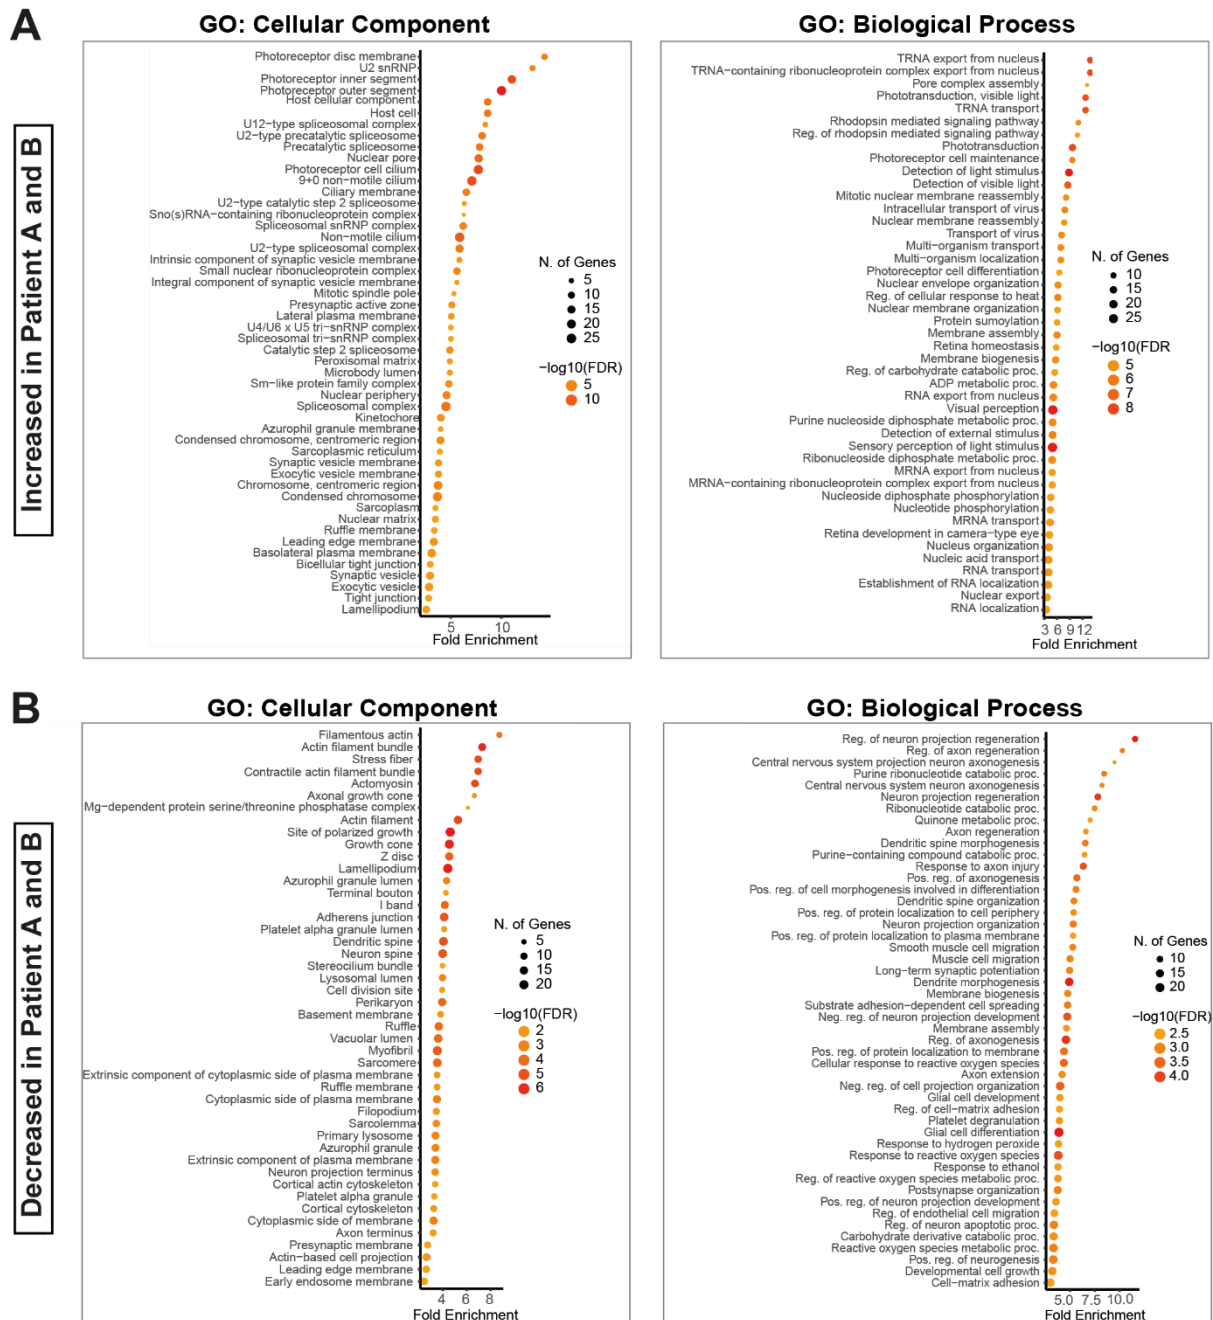 A
GO: Cellular Component
Increased in Patient A and B
Photoreceptor disc membrane
U2 snRNP
Photoreceptor inner segment
Photoreceptor outer segment
Host cellular component
Host cell
U12−type spliceosomal complex
U2−type precatalytic spliceosome
Precatalytic spliceosome
Nuclear pore
Photoreceptor cell cilium
9+0 non−motile cilium
Ciliary membrane
U2−type catalytic step 2 spliceosome
Sno(s)RNA−containing ribonucleoprotein complex
Spliceosomal snRNP complex
Non−motile cilium
U2−type spliceosomal complex
Intrinsic component of synaptic vesicle membrane
Small nuclear ribonucleoprotein complex
Integral component of synaptic vesicle membrane
Mitotic spindle pole
Presynaptic active zone
Lateral plasma membrane
U4/U6 x U5 tri−snRNP complex
Spliceosomal tri−snRNP complex
Catalytic step 2 spliceosome
Peroxisomal matrix
Microbody lumen
Sm−like protein family complex
Nuclear periphery
Spliceosomal complex
Kinetochore
Azurophil granule membrane
Condensed chromosome, centromeric region
Sarcoplasmic reticulum
Synaptic vesicle membrane
Exocytic vesicle membrane
Chromosome, centromeric region
Condensed chromosome
Sarcoplasm
Nuclear matrix
Ruffle membrane
Leading edge membrane
Basolateral plasma membrane
Bicellular tight junction
Synaptic vesicle
Exocytic vesicle
Tight junction
Lamellipodium
5 10
Fold Enrichment
N. of Genes
5
10
15
20
25
−log10(FDR)
5
10
GO: Biological Process
TRNA export from nucleus
TRNA−containing ribonucleoprotein complex export from nucleus
Pore complex assembly
Phototransduction, visible light
TRNA transport
Rhodopsin mediated signaling pathway
Reg. of rhodopsin mediated signaling pathway
Phototransduction
Photoreceptor cell maintenance
Detection of light stimulus
Detection of visible light
Mitotic nuclear membrane reassembly
Intracellular transport of virus
Nuclear membrane reassembly
Transport of virus
Multi−organism transport
Multi−organism localization
Photoreceptor cell differentiation
Nuclear envelope organization
Reg. of cellular response to heat
Nuclear membrane organization
Protein sumoylation
Membrane assembly
Retina homeostasis
Membrane biogenesis
Reg. of carbohydrate catabolic proc.
ADP metabolic proc.
RNA export from nucleus
Visual perception
Purine nucleoside diphosphate metabolic proc.
Detection of external stimulus
Sensory perception of light stimulus
Ribonucleoside diphosphate metabolic proc.
MRNA export from nucleus
MRNA−containing ribonucleoprotein complex export from nucleus
Nucleoside diphosphate phosphorylation
Nucleotide phosphorylation
MRNA transport
Retina development in camera−type eye
Nucleus organization
Nucleic acid transport
RNA transport
Establishment of RNA localization
Nuclear export
RNA localization
3 6 9 12
Fold Enrichment
N. of Genes
10
15
20
25
−log10(FDR
5
6
7
8
B
GO: Cellular Component
Decreased in Patient A and B
Filamentous actin
Actin filament bundle
Stress fiber
Contractile actin filament bundle
Actomyosin
Axonal growth cone
Mg−dependent protein serine/threonine phosphatase complex
Actin filament
Site of polarized growth
Growth cone
Z disc
Lamellipodium
Azurophil granule lumen
Terminal bouton
I band
Adherens junction
Platelet alpha granule lumen
Dendritic spine
Neuron spine
Stereocilium bundle
Lysosomal lumen
Cell division site
Perikaryon
Basement membrane
Ruffle
Vacuolar lumen
Myofibril
Sarcomere
Extrinsic component of cytoplasmic side of plasma membrane
Ruffle membrane
Cytoplasmic side of plasma membrane
Filopodium
Sarcolemma
Primary lysosome
Azurophil granule
Extrinsic component of plasma membrane
Neuron projection terminus
Cortical actin cytoskeleton
Platelet alpha granule
Cortical cytoskeleton
Cytoplasmic side of membrane
Axon terminus
Presynaptic membrane
Actin−based cell projection
Leading edge membrane
Early endosome membrane
4 6 8
Fold Enrichment
N. of Genes
5
10
15
20
−log10(FDR)
2
3
4
5
6
GO: Biological Process
Reg. of neuron projection regeneration
Reg. of axon regeneration
Central nervous system projection neuron axonogenesis
Purine ribonucleotide catabolic proc.
Central nervous system neuron axonogenesis
Neuron projection regeneration
Ribonucleotide catabolic proc.
Quinone metabolic proc.
Axon regeneration
Dendritic spine morphogenesis
Purine−containing compound catabolic proc.
Response to axon injury
Pos. reg. of axonogenesis
Pos. reg. of cell morphogenesis involved in differentiation
Dendritic spine organization
Pos. reg. of protein localization to cell periphery
Neuron projection organization
Pos. reg. of protein localization to plasma membrane
Smooth muscle cell migration
Muscle cell migration
Long−term synaptic potentiation
Dendrite morphogenesis
Membrane biogenesis
Substrate adhesion−dependent cell spreading
Neg. reg. of neuron projection development
Membrane assembly
Reg. of axonogenesis
Pos. reg. of protein localization to membrane
Cellular response to reactive oxygen species
Axon extension
Neg. reg. of cell projection organization
Glial cell development
Reg. of cell−matrix adhesion
Platelet degranulation
Glial cell differentiation
Response to hydrogen peroxide
Response to reactive oxygen species
Response to ethanol
Reg. of reactive oxygen species metabolic proc.
Postsynapse organization
Pos. reg. of neuron projection development
Reg. of endothelial cell migration
Reg. of neuron apoptotic proc.
Carbohydrate derivative catabolic proc.
Reactive oxygen species metabolic proc.
Pos. reg. of neurogenesis
Developmental cell growth
Cell−matrix adhesion
5.0 7.5 10.0
Fold Enrichment
N. of Genes
10
15
20
−log10(FDR)
2.5
3.0
3.5
4.0